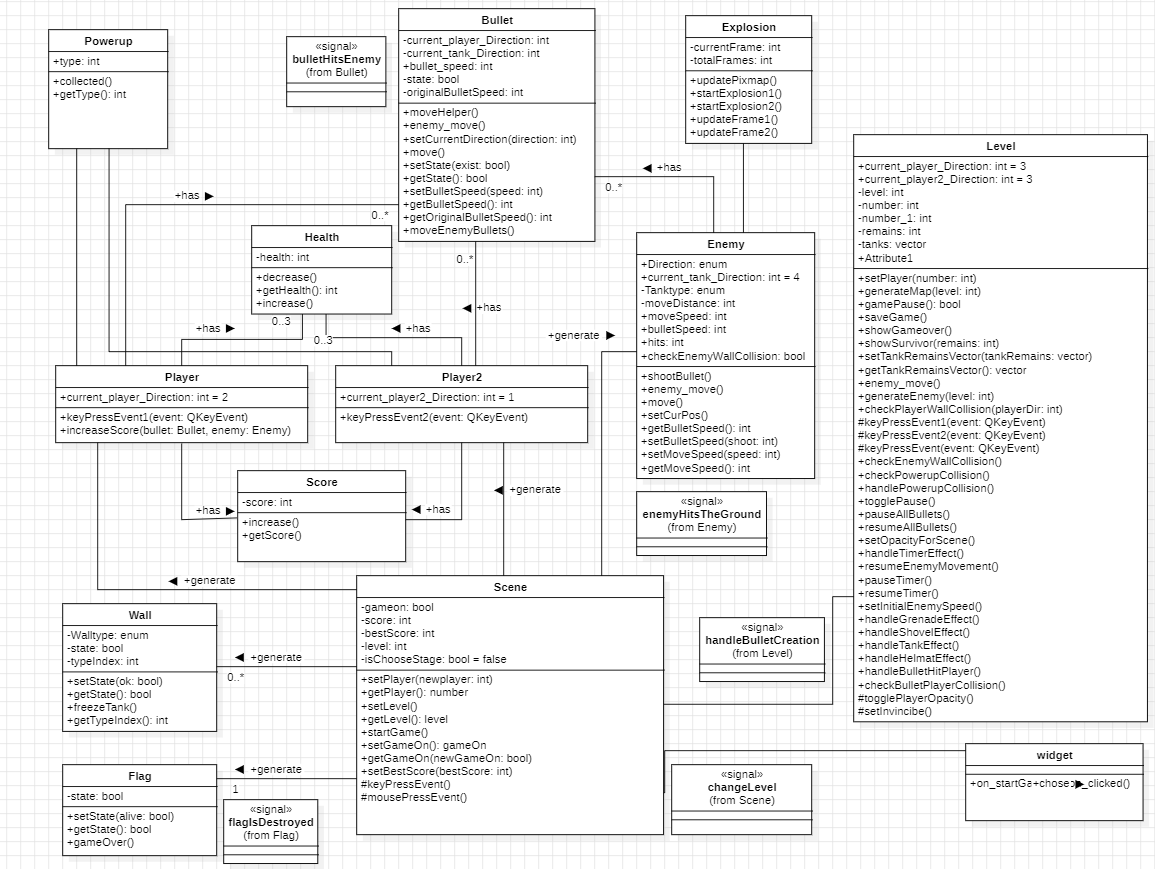 Powerup
+type: int
+collected()
+getType(): int
«signal»
bulletHitsEnemy
(from Bullet)
Bullet
-current_player_Direction: int
-current_tank_Direction: int
+bullet_speed: int
-state: bool
-originalBulletSpeed: int
+moveHelper()
+enemy_move()
+setCurrentDirection(direction: int)
+move()
+setState(exist: bool)
+getState(): bool
+setBulletSpeed(speed: int)
+getBulletSpeed(): int
+getOriginalBulletSpeed(): int
+moveEnemyBullets()
Explosion
-currentFrame: int
-totalFrames: int
+updatePixmap()
+startExplosion1()
+startExplosion2()
+updateFrame1()
+updateFrame2()
Level
+current_player_Direction: int = 3
+current_player2_Direction: int = 3
-level: int
-number: int
-number_1: int
-remains: int
-tanks: vector
+Attribute1
+setPlayer(number: int)
+generateMap(level: int)
+gamePause(): bool
+saveGame()
+showGameover()
+showSurvivor(remains: int)
+setTankRemainsVector(tankRemains: vector)
+getTankRemainsVector(): vector
+enemy_move()
+generateEnemy(level: int)
+checkPlayerWallCollision(playerDir: int)
#keyPressEvent1(event: QKeyEvent)
#keyPressEvent2(event: QKeyEvent)
#keyPressEvent(event: QKeyEvent)
+checkEnemyWallCollision()
+checkPowerupCollision()
+handlePowerupCollision()
+togglePause()
+pauseAllBullets()
+resumeAllBullets()
+setOpacityForScene()
+handleTimerEffect()
+resumeEnemyMovement()
+pauseTimer()
+resumeTimer()
+setInitialEnemySpeed()
+handleGrenadeEffect()
+handleShovelEffect()
+handleTankEffect()
+handleHelmatEffect()
+handleBulletHitPlayer()
+checkBulletPlayerCollision()
#togglePlayerOpacity()
#setInvincibe()
+has
0..*
+has
0..*
0..*
+has
Health
-health: int
+decrease()
+getHealth(): int
+increase()
0..3
0..3
+has
+has
+generate
Enemy
+Direction: enum
+current_tank_Direction: int = 4
-Tanktype: enum
-moveDistance: int
+moveSpeed: int
+bulletSpeed: int
+hits: int
+checkEnemyWallCollision: bool
+shootBullet()
+enemy_move()
+move()
+setCurPos()
+getBulletSpeed(): int
+setBulletSpeed(shoot: int)
+setMoveSpeed(speed: int)
+getMoveSpeed(): int
Player
+current_player_Direction: int = 2
+keyPressEvent1(event: QKeyEvent)
+increaseScore(bullet: Bullet, enemy: Enemy)
Player2
+current_player2_Direction: int = 1
+keyPressEvent2(event: QKeyEvent)
Score
-score: int
+increase()
+getScore()
+has
+has
+generate
«signal»
enemyHitsTheGround
(from Enemy)
+generate
Scene
-gameon: bool
-score: int
-bestScore: int
-level: int
-isChooseStage: bool = false
+setPlayer(newplayer: int)
+getPlayer(): number
+setLevel()
+getLevel(): level
+startGame()
+setGameOn(): gameOn
+getGameOn(newGameOn: bool)
+setBestScore(bestScore: int)
#keyPressEvent()
#mousePressEvent()
Wall
-Walltype: enum
-state: bool
-typeIndex: int
+setState(ok: bool)
+getState(): bool
+freezeTank()
+getTypeIndex(): int
+generate
0..*
«signal»
handleBulletCreation
(from Level)
Flag
-state: bool
+setState(alive: bool)
+getState(): bool
+gameOver()
+generate
1
«signal»
flagIsDestroyed
(from Flag)
«signal»
changeLevel
(from Scene)
widget
+on_startGa
+chose
_clicked()